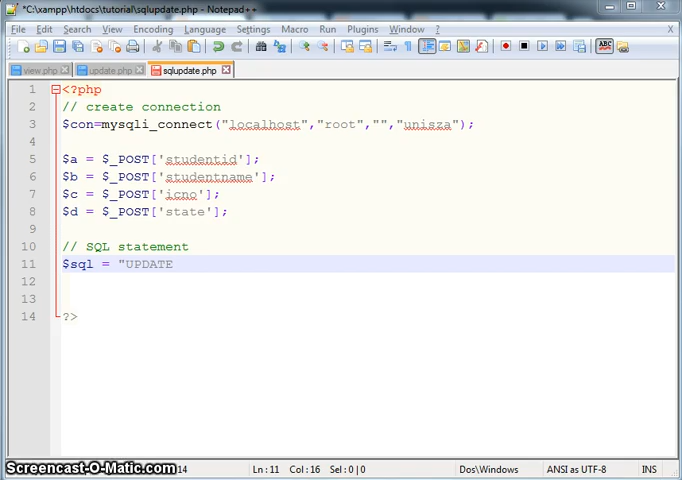 *C:\xampp\htdocs\tutorial\sqlupdate.php - Notepad++
File Edit Search View Encoding Language Settings Macro Run Plugins Window ? X
view.php update.php sqlupdate.php
1 <?php
2 // create connection
3 $con=mysqli_connect("localhost","root","","unisza");
4
5 $a = $_POST['studentid'];
6 $b = $_POST['studentname'];
7 $c = $_POST['icno'];
8 $d = $_POST['state'];
9
10 // SQL statement
11 $sql = "UPDATE
12
13
14 ?>
Screencast-O-Matic.com 14 Ln : 11 Col : 16 Sel : 0 | 0 Dos\Windows ANSI as UTF-8 INS